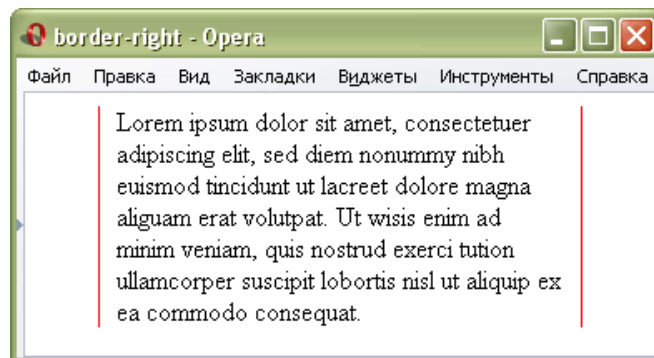 border-right - Opera
Файл Правка Вид Закладки Виджеты Инструменты Справка
Lorem ipsum dolor sit amet, consectetuer
adipiscing elit, sed diem nonummy nibh
euismod tincidunt ut lacreet dolore magna
aliguam erat volutpat. Ut wisis enim ad
minim veniam, quis nostrud exerci tution
ullamcorper suscipit lobortis nisl ut aliquip ex
ea commodo consequat.